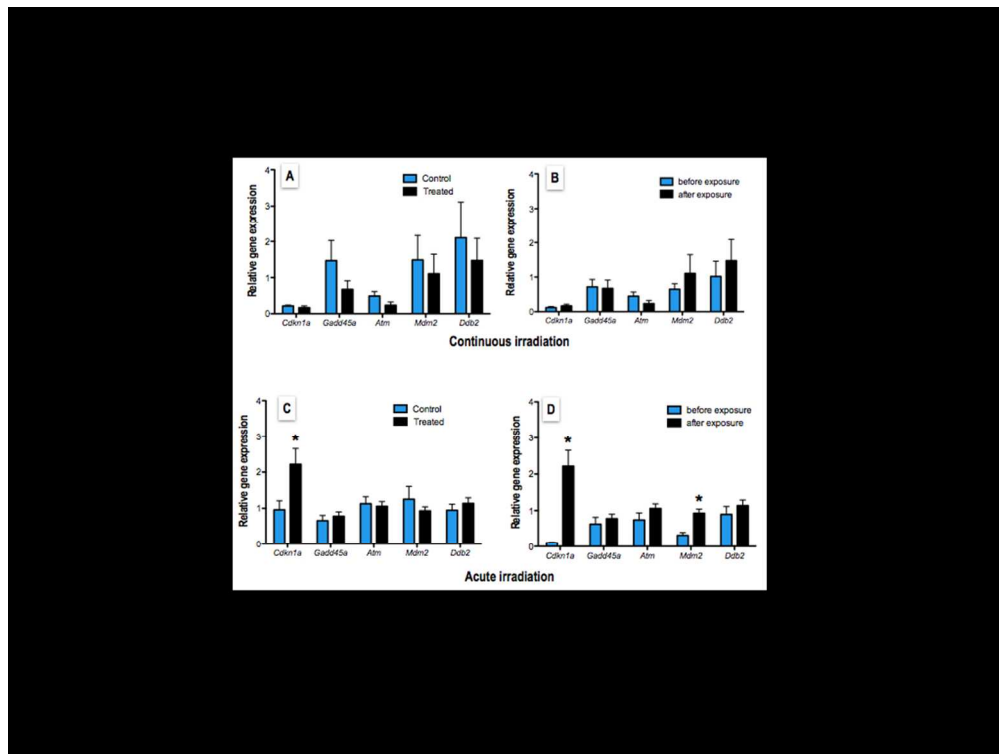 A
Control
Treated
Relative gene expression
4
3
2
1
0
Cdkn1a Gadd45a Atm Mdm2 Ddb2
B
before exposure
after exposure
Relative gene expression
4
3
2
1
0
Cdkn1a Gadd45a Atm Mdm2 Ddb2
Continuous irradiation
C
Control
Treated
Relative gene expression
4
3
2
1
0
*
Cdkn1a Gadd45a Atm Mdm2 Ddb2
D
before exposure
after exposure
Relative gene expression
4
3
2
1
0
*
*
Cdkn1a Gadd45a Atm Mdm2 Ddb2
Acute irradiation